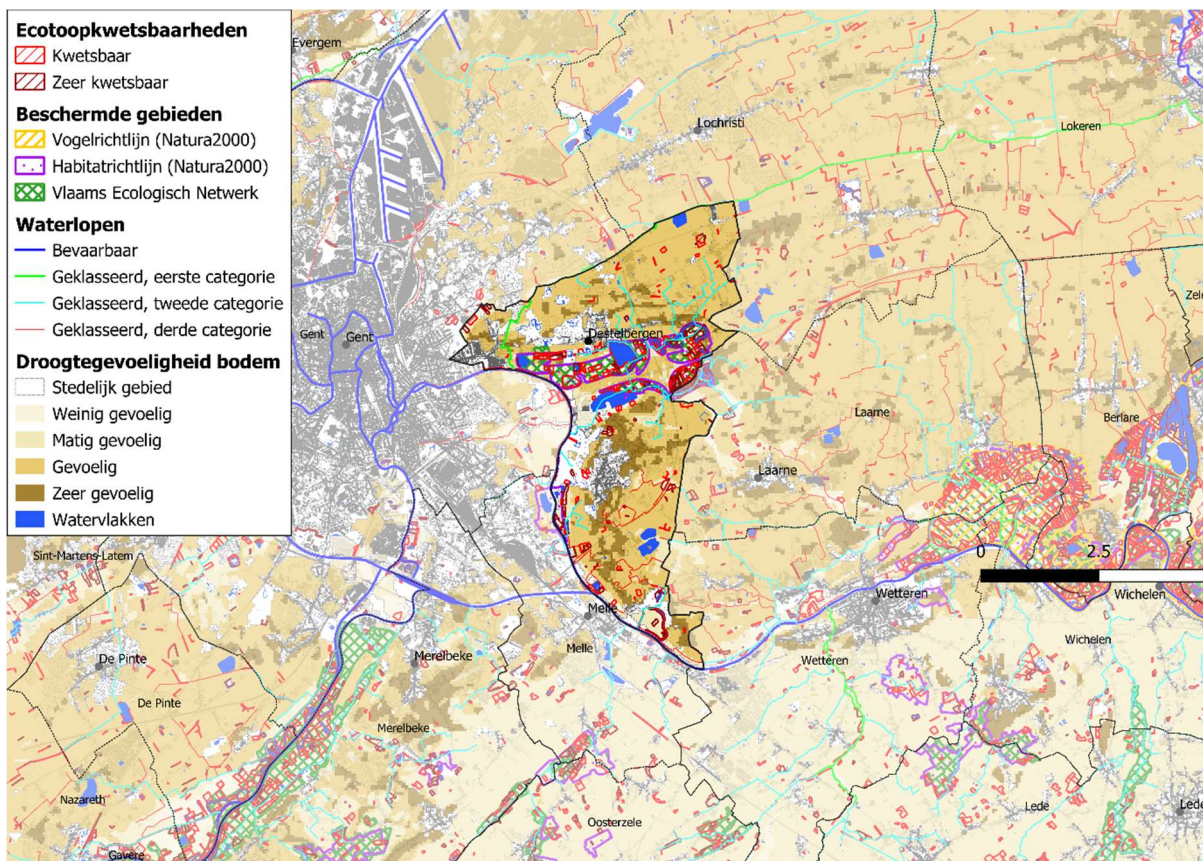 Ecotoopkwetsbaarheden
Kwetsbaar
Zeer kwetsbaar
Beschermde gebieden
Vogelrichtlijn (Natura2000)
Habitatrichtlijn (Natura2000)
Vlaams Ecologisch Netwerk
Waterlopen
Bevaarbaar
Geklasseerd, eerste categorie
Geklasseerd, tweede categorie
Geklasseerd, derde categorie
Droogtegevoeligheid bodem
Stedelijk gebied
Weinig gevoelig
Matig gevoelig
Gevoelig
Zeer gevoelig
Watervlakken
Evergem
Lochristi
Lokeren
Zele
Gent
Gent
Destelbergen
Laarne
Berlare
Laarne
0
2.5
Sint-Martens-Latem
Wetteren
Wichelen
Melle
De Pinte
Merelbeke
Melle
Wetteren
Wichelen
De Pinte
Merelbeke
Nazareth
Oosterzele
Lede
Lede
Gavere